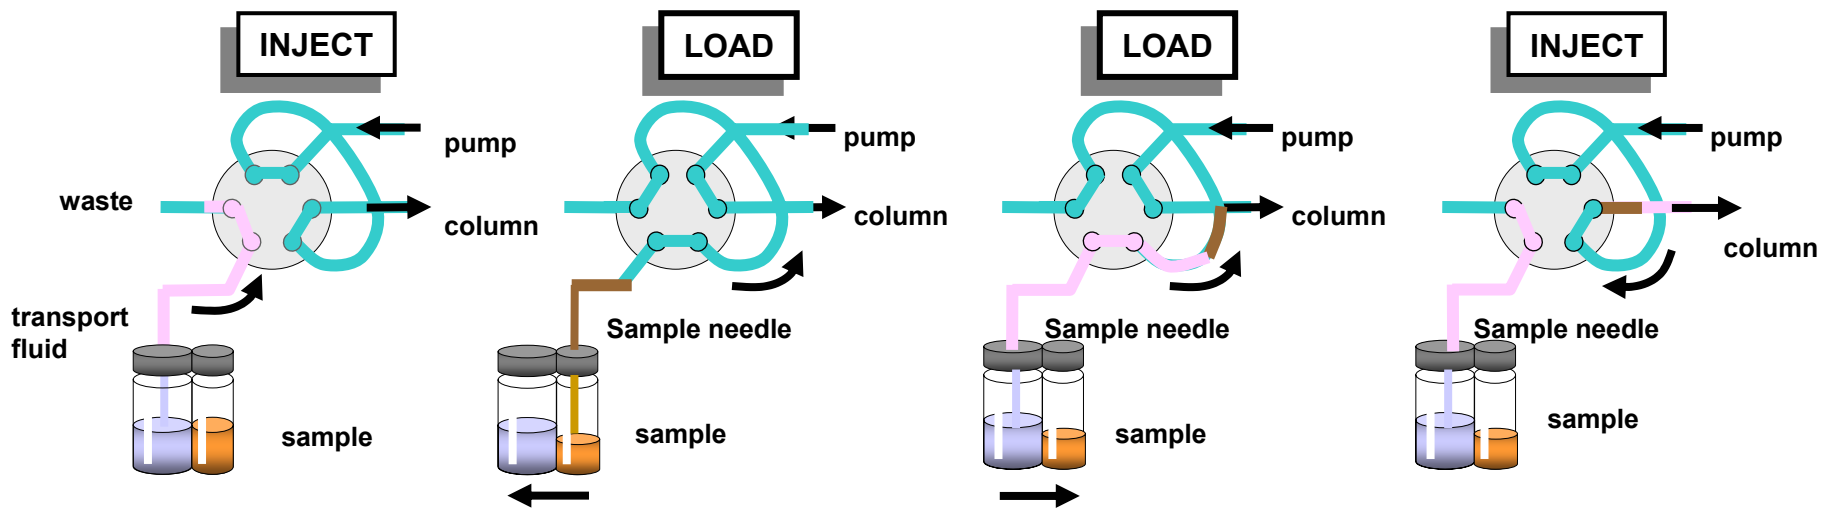 INJECT
pump
waste
column
transport
fluid
sample
LOAD
pump
column
Sample needle
sample
LOAD
pump
column
Sample needle
sample
INJECT
pump
column
Sample needle
sample